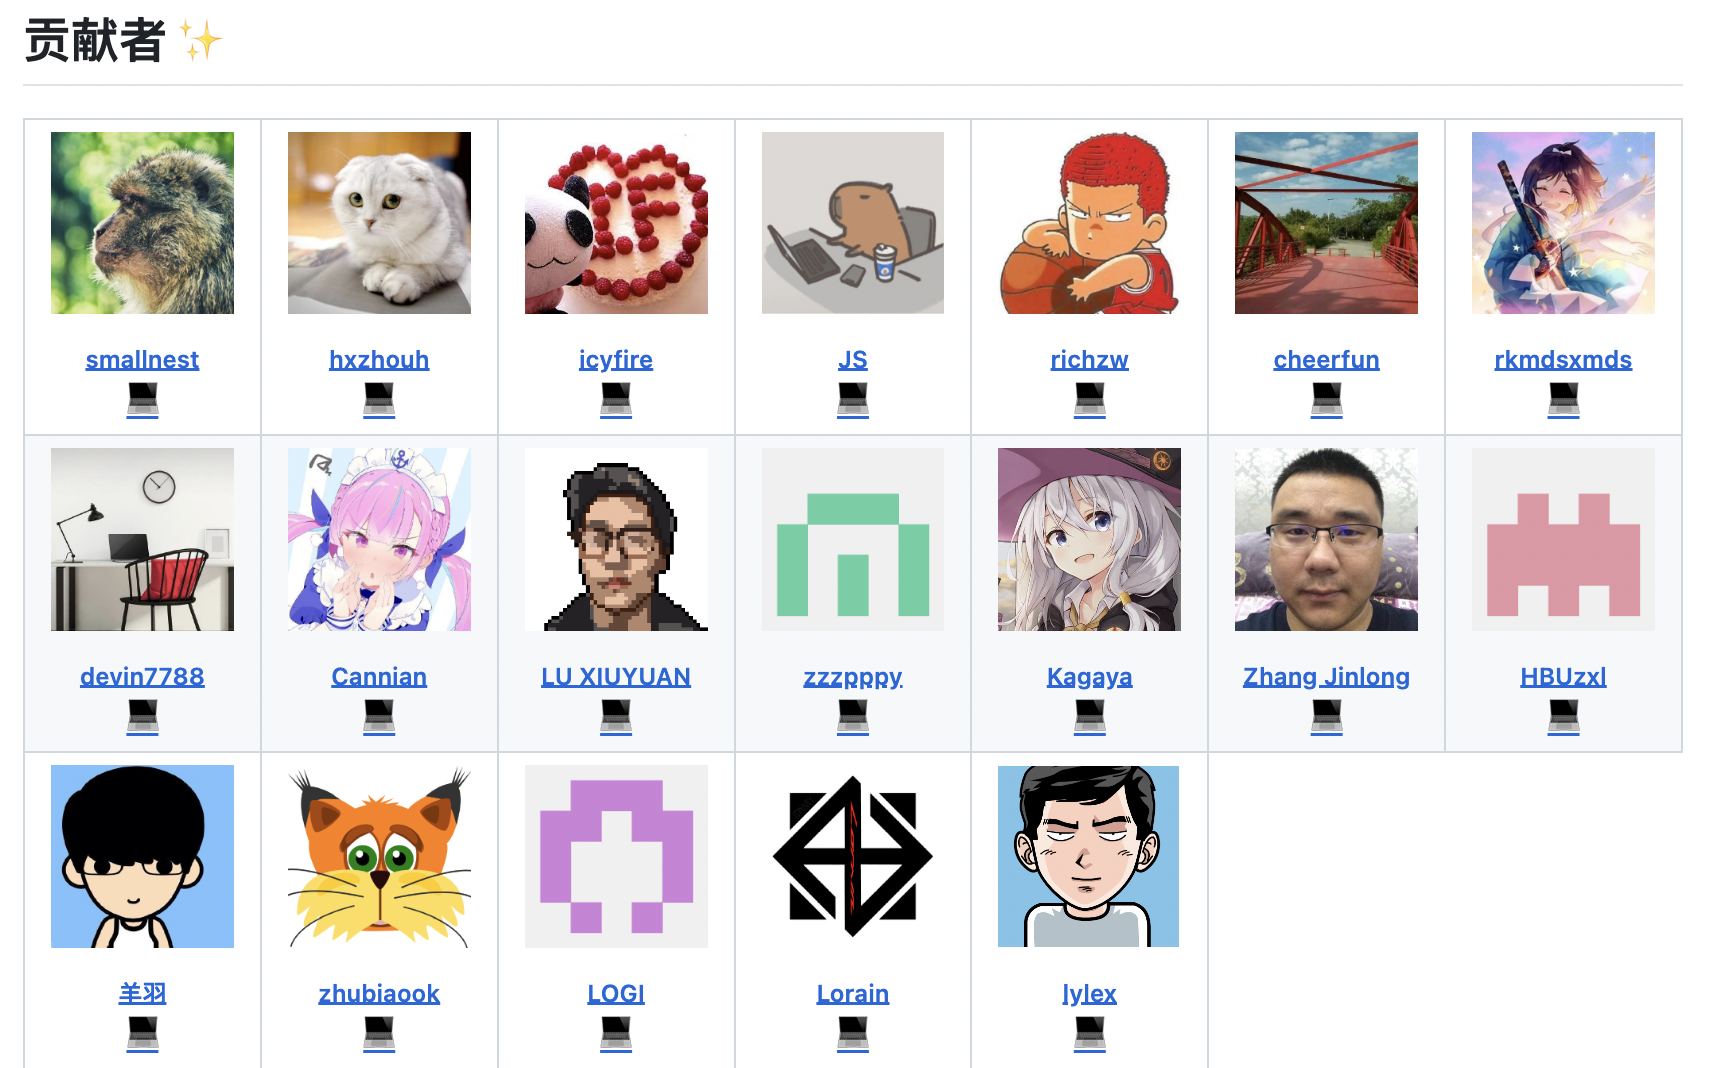 贡献者 ✨
smallnest
hxzhouh
icyfire
JS
richzw
cheerfun
rkmdsxmds
devin7788
Cannian
LU XIUYUAN
zzzpppy
Kagaya
Zhang Jinlong
HBUzxl
羊羽
zhubiaook
LOGI
Lorain
lylex